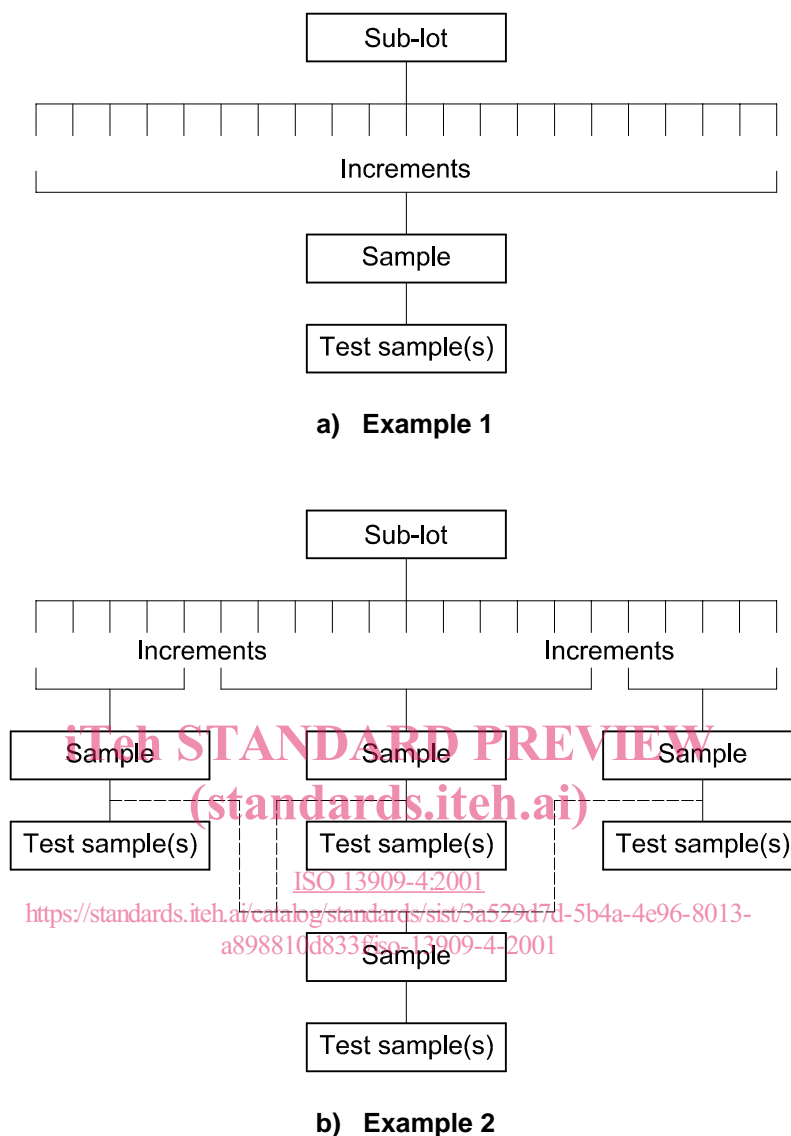 Sub-lot
Increments
Sample
Test sample(s)
a) Example 1
Sub-lot
Increments Increments
iTeh STANDARD PREVIEW
Sample Sample Sample
(standards.iteh.ai)
Test sample(s) Test sample(s) Test sample(s)
ISO 13909-4:2001
https://standards.iteh.ai/catalog/standards/sist/3a529d7d-5b4a-4e96-8013-
a898810d833f/iso-13909-4-2001
Sample
Test sample(s)
b) Example 2